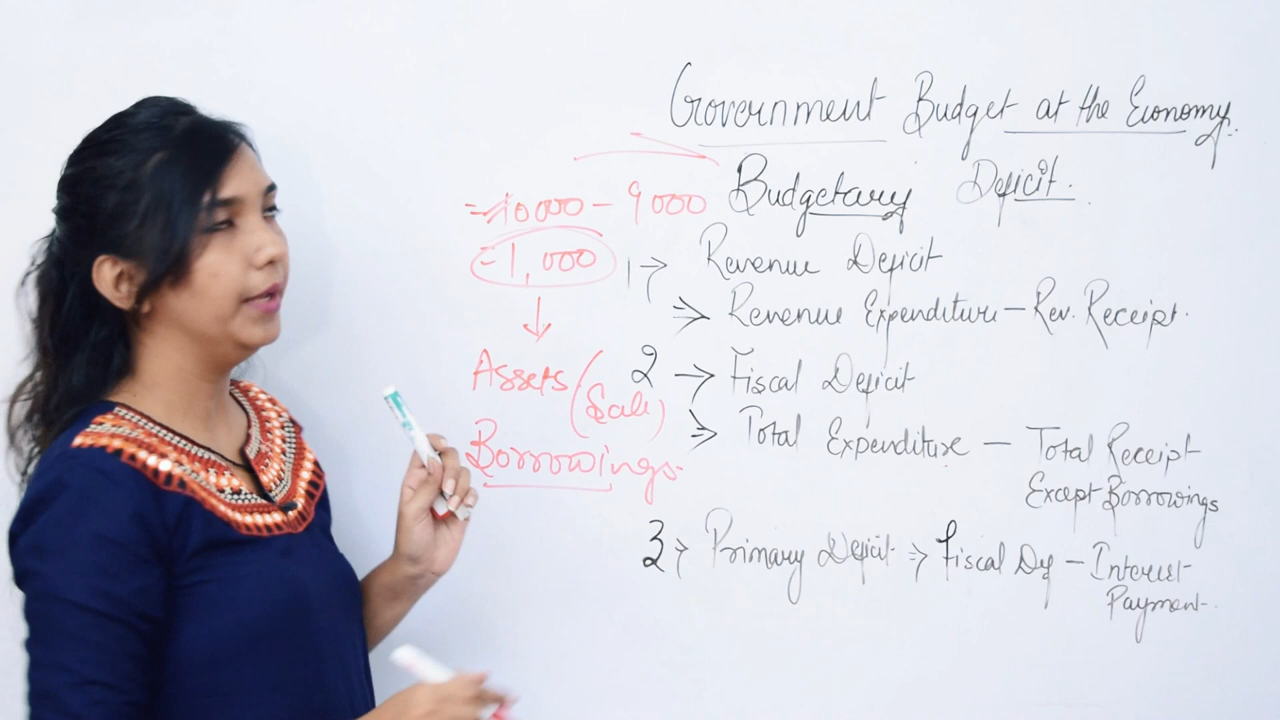 Government Budget at the Economy.
Budgetary Deficit.
= 10000 - 9000
= 1,000
↓
Assets (Sale)
Borrowings.
1 → Revenue Deficit
⇒ Revenue Expenditure - Rev. Receipt.
2 → Fiscal Deficit
⇒ Total Expenditure - Total Receipt
Except Borrowings
3 → Primary Deficit ⇒ Fiscal Def - Interest
Payment.